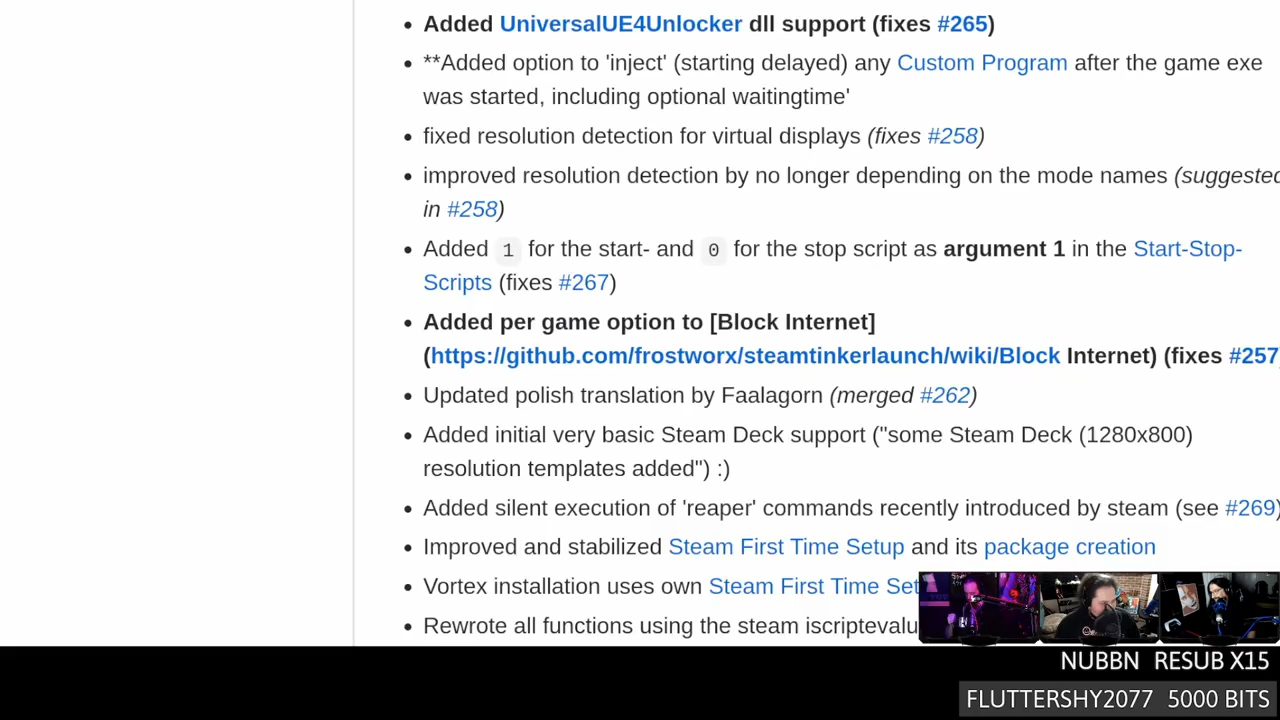 Added UniversalUE4Unlocker dll support (fixes #265)
**Added option to 'inject' (starting delayed) any Custom Program after the game exe
was started, including optional waitingtime'
fixed resolution detection for virtual displays (fixes #258)
improved resolution detection by no longer depending on the mode names (suggested
in #258)
Added 1 for the start- and 0 for the stop script as argument 1 in the Start-Stop-
Scripts (fixes #267)
Added per game option to [Block Internet]
(https://github.com/frostworx/steamtinkerlaunch/wiki/Block Internet) (fixes #257)
Updated polish translation by Faalagorn (merged #262)
Added initial very basic Steam Deck support ("some Steam Deck (1280x800)
resolution templates added") :)
Added silent execution of 'reaper' commands recently introduced by steam (see #269)
Improved and stabilized Steam First Time Setup and its package creation
Vortex installation uses own Steam First Time Set
Rewrote all functions using the steam iscriptevalu
NUBBN RESUB X15
FLUTTERSHY2077 5000 BITS